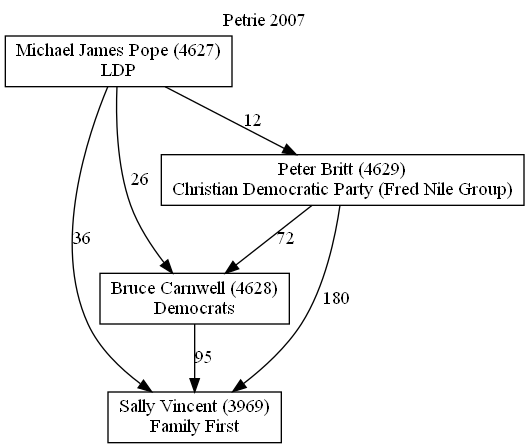 Petrie 2007
Michael James Pope (4627)
LDP
12
Peter Britt (4629)
Christian Democratic Party (Fred Nile Group)
26
36
72
180
Bruce Carnwell (4628)
Democrats
95
Sally Vincent (3969)
Family First